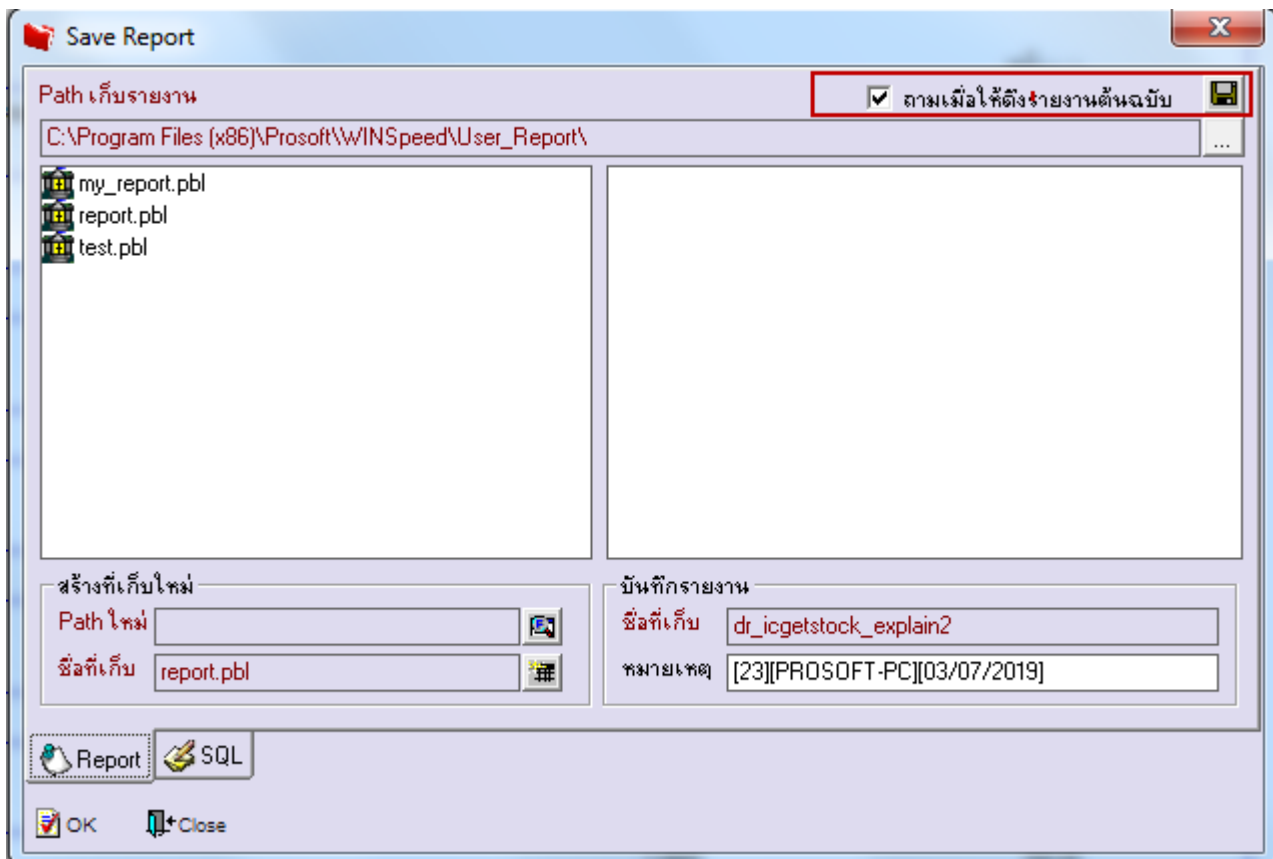 Save Report
Path เก็บรายงาน
ถามเมื่อให้ดึงรายงานต้นฉบับ
C:\Program Files (x86)\Prosoft\WINSpeed\User_Report\
...
my_report.pbl
report.pbl
test.pbl
สร้างที่เก็บใหม่
Path ใหม่
ชื่อที่เก็บ report.pbl
บันทึกรายงาน
ชื่อที่เก็บ dr_icgetstock_explain2
หมายเหตุ [23][PROSOFT-PC][03/07/2019]
Report SQL
OK Close